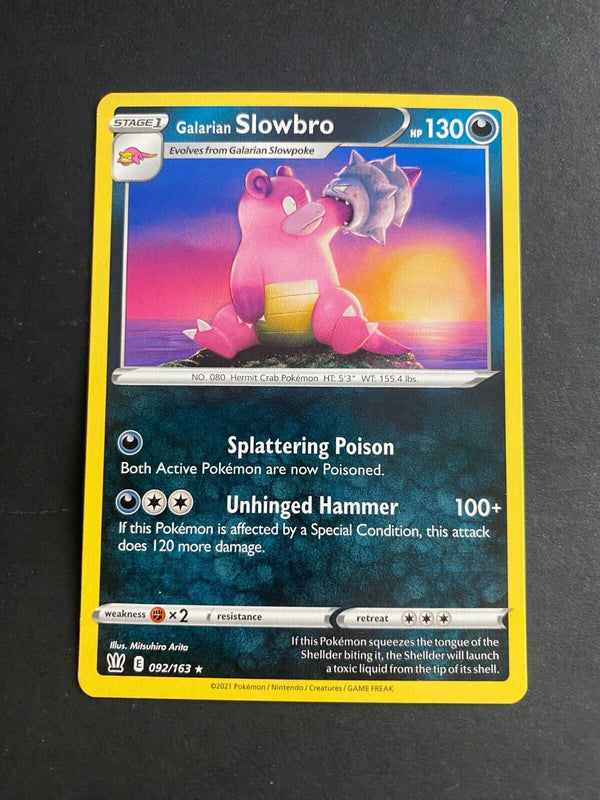 STAGE 1
Galarian Slowbro
HP 130
Evolves from Galarian Slowpoke
NO. 080 Hermit Crab Pokémon HT: 5'3" WT: 155.4 lbs.
Splattering Poison
Both Active Pokémon are now Poisoned.
Unhinged Hammer 100+
If this Pokémon is affected by a Special Condition, this attack
does 120 more damage.
weakness ×2 resistance retreat
Illus. Mitsuhiro Arita
E 092/163 ★
If this Pokémon squeezes the tongue of the
Shellder biting it, the Shellder will launch
a toxic liquid from the tip of its shell.
©2021 Pokémon / Nintendo / Creatures / GAME FREAK